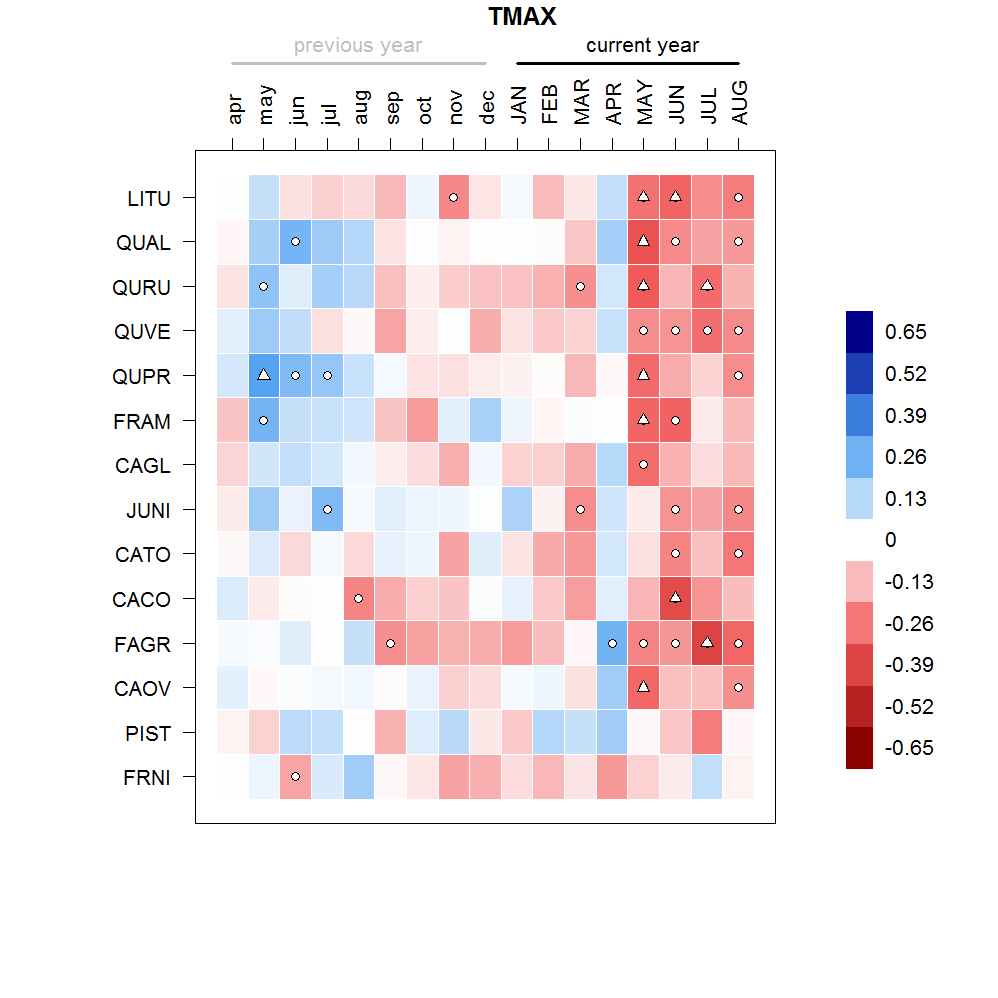 TMAX
previous year current year
apr may jun jul aug sep oct nov dec JAN FEB MAR APR MAY JUN JUL AUG
LITU
QUAL
QURU
QUVE
QUPR
FRAM
CAGL
JUNI
CATO
CACO
FAGR
CAOV
PIST
FRNI
0.65
0.52
0.39
0.26
0.13
0
-0.13
-0.26
-0.39
-0.52
-0.65